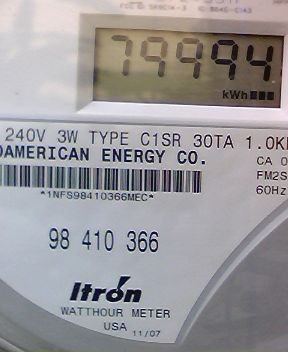 79994
kWh
240V 3W TYPE C1SR 30TA 1.0K
AMERICAN ENERGY CO.
CA 0
*1NFS98410366MEC*
FM2S
60Hz
98 410 366
Itron
WATTHOUR METER
USA 11/07